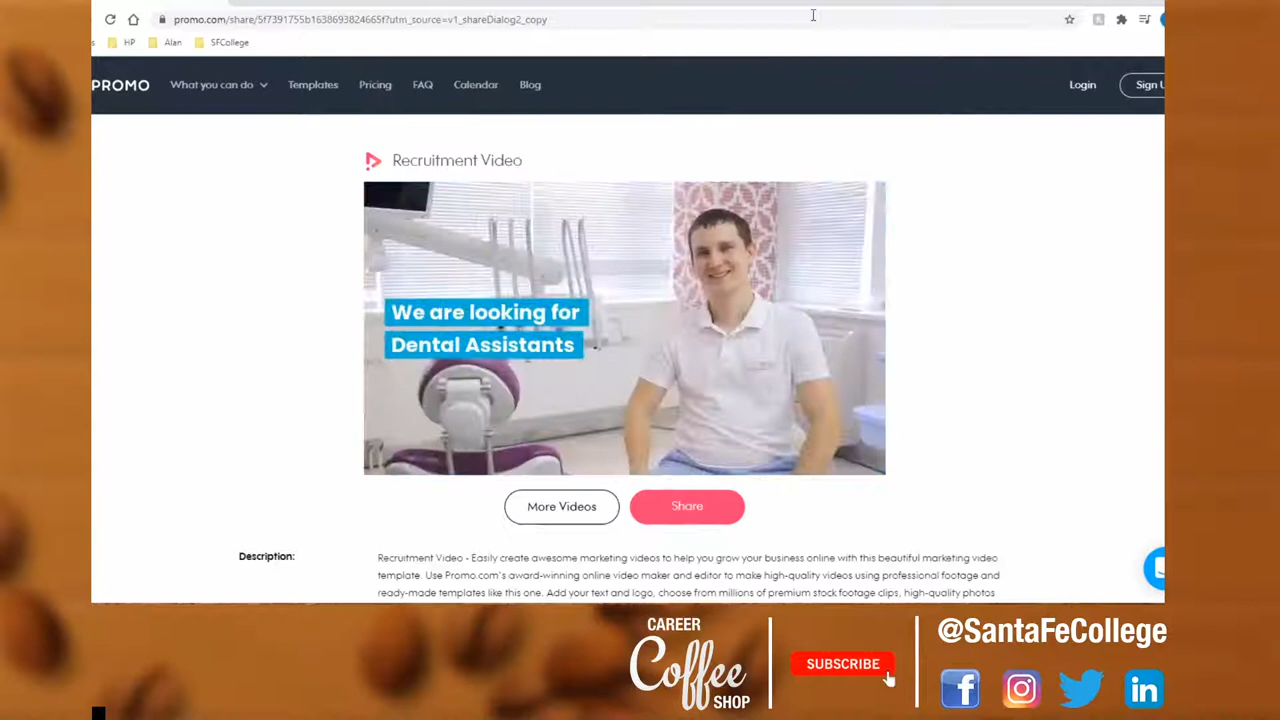 promo.com/share/5f7391755b1638693824665f?utm_source=v1_shareDialog2_copy
HP Alan SFCollege
PROMO What you can do Templates Pricing FAQ Calendar Blog Login Sign U
Recruitment Video
We are looking for
Dental Assistants
More Videos Share
Description: Recruitment Video - Easily create awesome marketing videos to help you grow your business online with this beautiful marketing video
template. Use Promo.com's award-winning online video maker and editor to make high-quality videos using professional footage and
ready-made templates like this one. Add your text and logo, choose from millions of premium stock footage clips, high-quality photos
CAREER
Coffee
SHOP
SUBSCRIBE
@SantaFeCollege